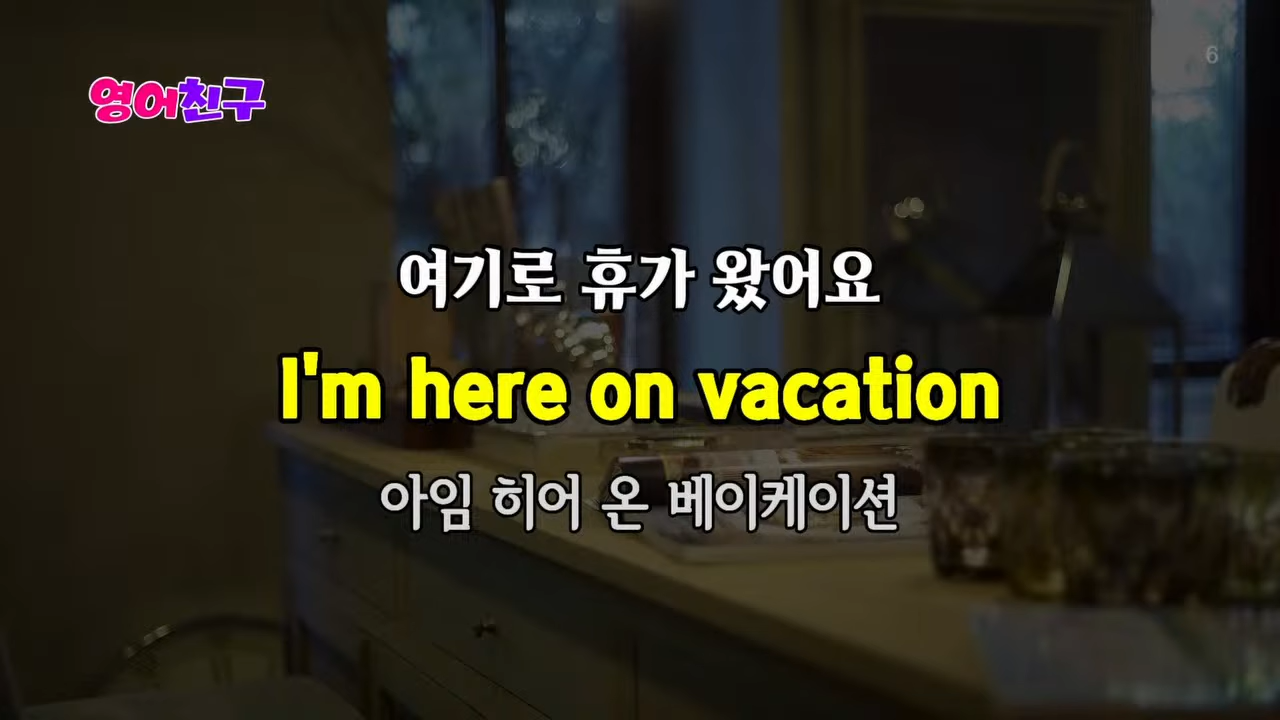 6
영어친구
여기로 휴가 왔어요
I'm here on vacation
아임 히어 온 베이케이션